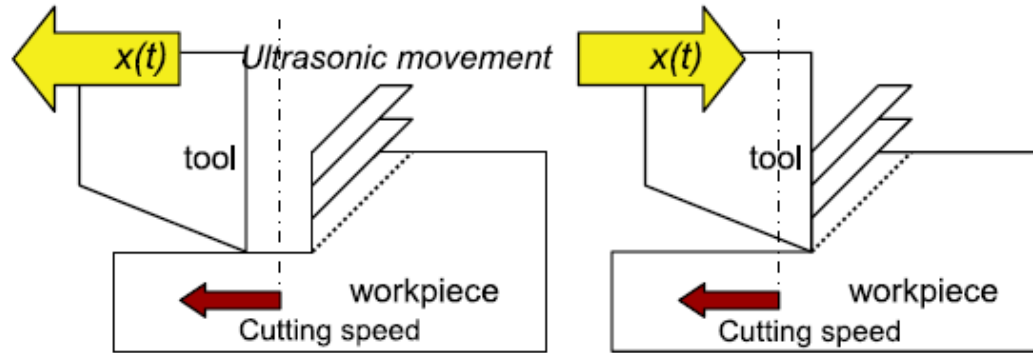 x(t) Ultrasonic movement x(t)
tool tool
workpiece workpiece
Cutting speed Cutting speed